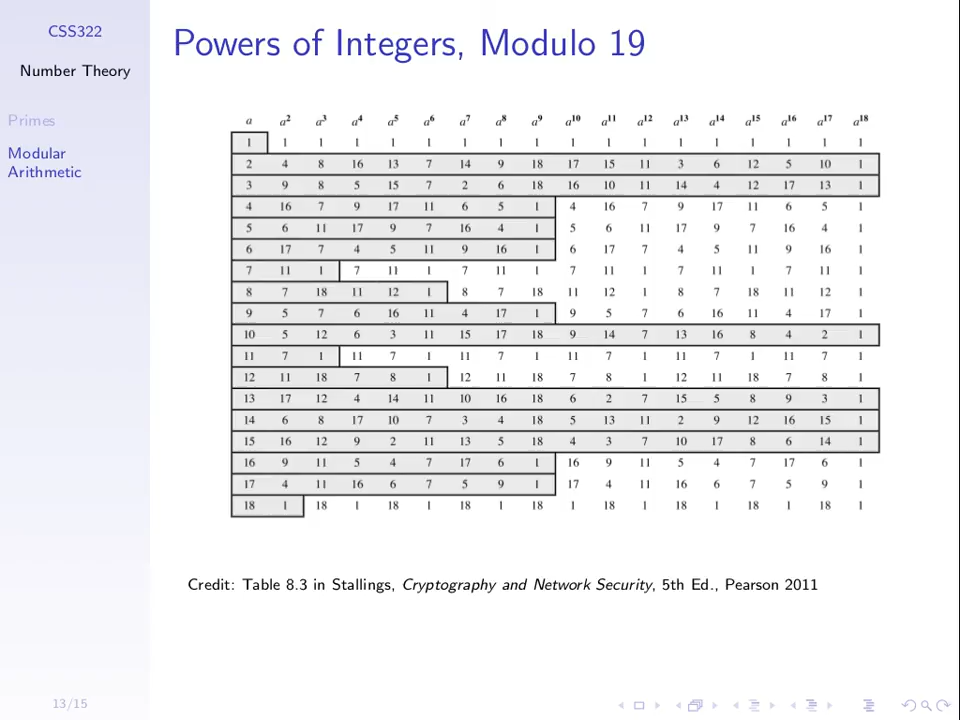 CSS322
Number Theory
Primes
Modular
Arithmetic
Powers of Integers, Modulo 19
a a² a³ a⁴ a⁵ a⁶ a⁷ a⁸ a⁹ a¹⁰ a¹¹ a¹² a¹³ a¹⁴ a¹⁵ a¹⁶ a¹⁷ a¹⁸
1 1 1 1 1 1 1 1 1 1 1 1 1 1 1 1 1 1
2 4 8 16 13 7 14 9 18 17 15 11 3 6 12 5 10 1
3 9 8 5 15 7 2 6 18 16 10 11 14 4 12 17 13 1
4 16 7 9 17 11 6 5 1 4 16 7 9 17 11 6 5 1
5 6 11 17 9 7 16 4 1 5 6 11 17 9 7 16 4 1
6 17 7 4 5 11 9 16 1 6 17 7 4 5 11 9 16 1
7 11 1 7 11 1 7 11 1 7 11 1 7 11 1 7 11 1
8 7 18 11 12 1 8 7 18 11 12 1 8 7 18 11 12 1
9 5 7 6 16 11 4 17 1 9 5 7 6 16 11 4 17 1
10 5 12 6 3 11 15 17 18 9 14 7 13 16 8 4 2 1
11 7 1 11 7 1 11 7 1 11 7 1 11 7 1 11 7 1
12 11 18 7 8 1 12 11 18 7 8 1 12 11 18 7 8 1
13 17 12 4 14 11 10 16 18 6 2 7 15 5 8 9 3 1
14 6 8 17 10 7 3 4 18 5 13 11 2 9 12 16 15 1
15 16 12 9 2 11 13 5 18 4 3 7 10 17 8 6 14 1
16 9 11 5 4 7 17 6 1 16 9 11 5 4 7 17 6 1
17 4 11 16 6 7 5 9 1 17 4 11 16 6 7 5 9 1
18 1 18 1 18 1 18 1 18 1 18 1 18 1 18 1 18 1
Credit: Table 8.3 in Stallings, Cryptography and Network Security, 5th Ed., Pearson 2011
13/15